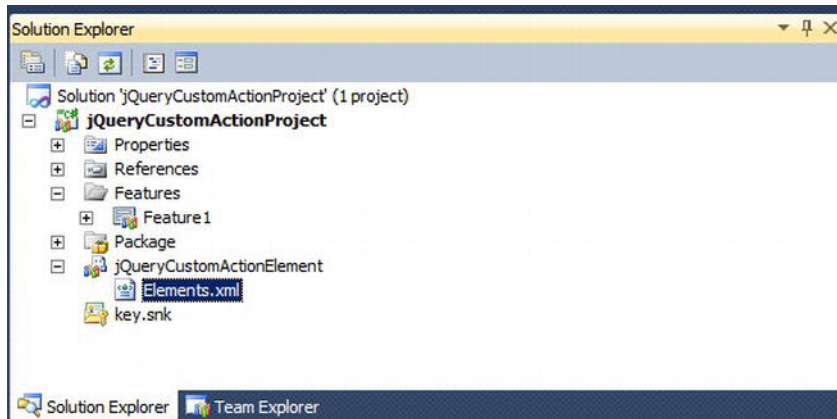 Solution Explorer
Solution 'jQueryCustomActionProject' (1 project)
jQueryCustomActionProject
Properties
References
Features
Feature1
Package
jQueryCustomActionElement
Elements.xml
key.snk
Solution Explorer Team Explorer